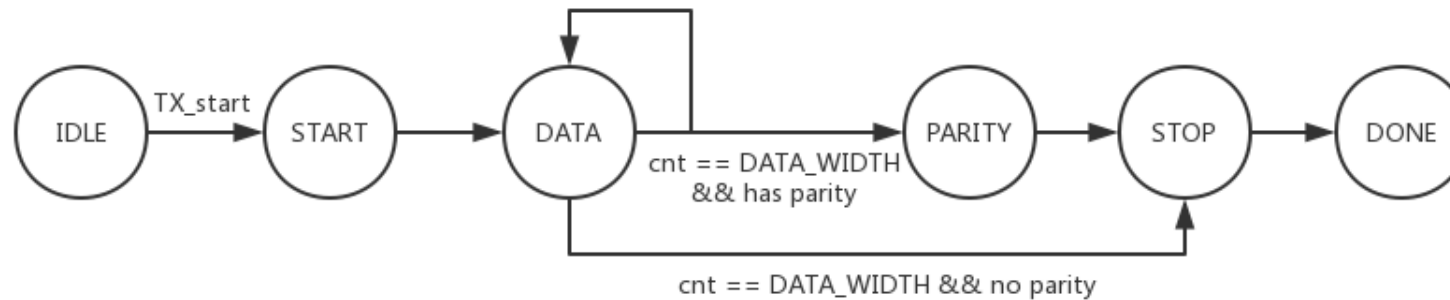 TX_start
IDLE
START
DATA
PARITY
STOP
DONE
cnt == DATA_WIDTH
&& has parity
cnt == DATA_WIDTH && no parity